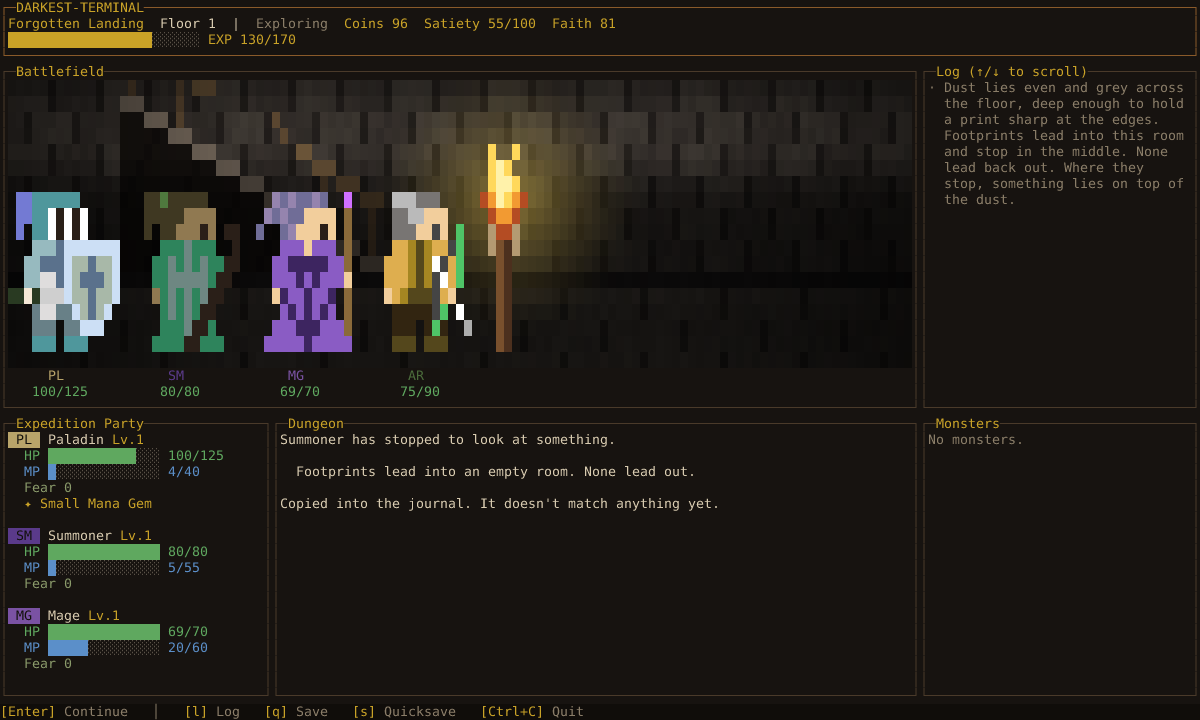 DARKEST-TERMINAL
Forgotten Landing  Floor 1  |  Exploring  Coins 96  Satiety 55/100  Faith 81
EXP 130/170
Battlefield
PL SM MG AR
100/125 80/80 69/70 75/90
Log (↑/↓ to scroll)
· Dust lies even and grey across
the floor, deep enough to hold
a print sharp at the edges.
Footprints lead into this room
and stop in the middle. None
lead back out. Where they
stop, something lies on top of
the dust.
Expedition Party
PL Paladin Lv.1
HP 100/125
MP 4/40
Fear 0
✦ Small Mana Gem
SM Summoner Lv.1
HP 80/80
MP 5/55
Fear 0
MG Mage Lv.1
HP 69/70
MP 20/60
Fear 0
Dungeon
Summoner has stopped to look at something.
Footprints lead into an empty room. None lead out.
Copied into the journal. It doesn't match anything yet.
Monsters
No monsters.
[Enter] Continue  |  [l] Log  [q] Save  [s] Quicksave  [Ctrl+C] Quit